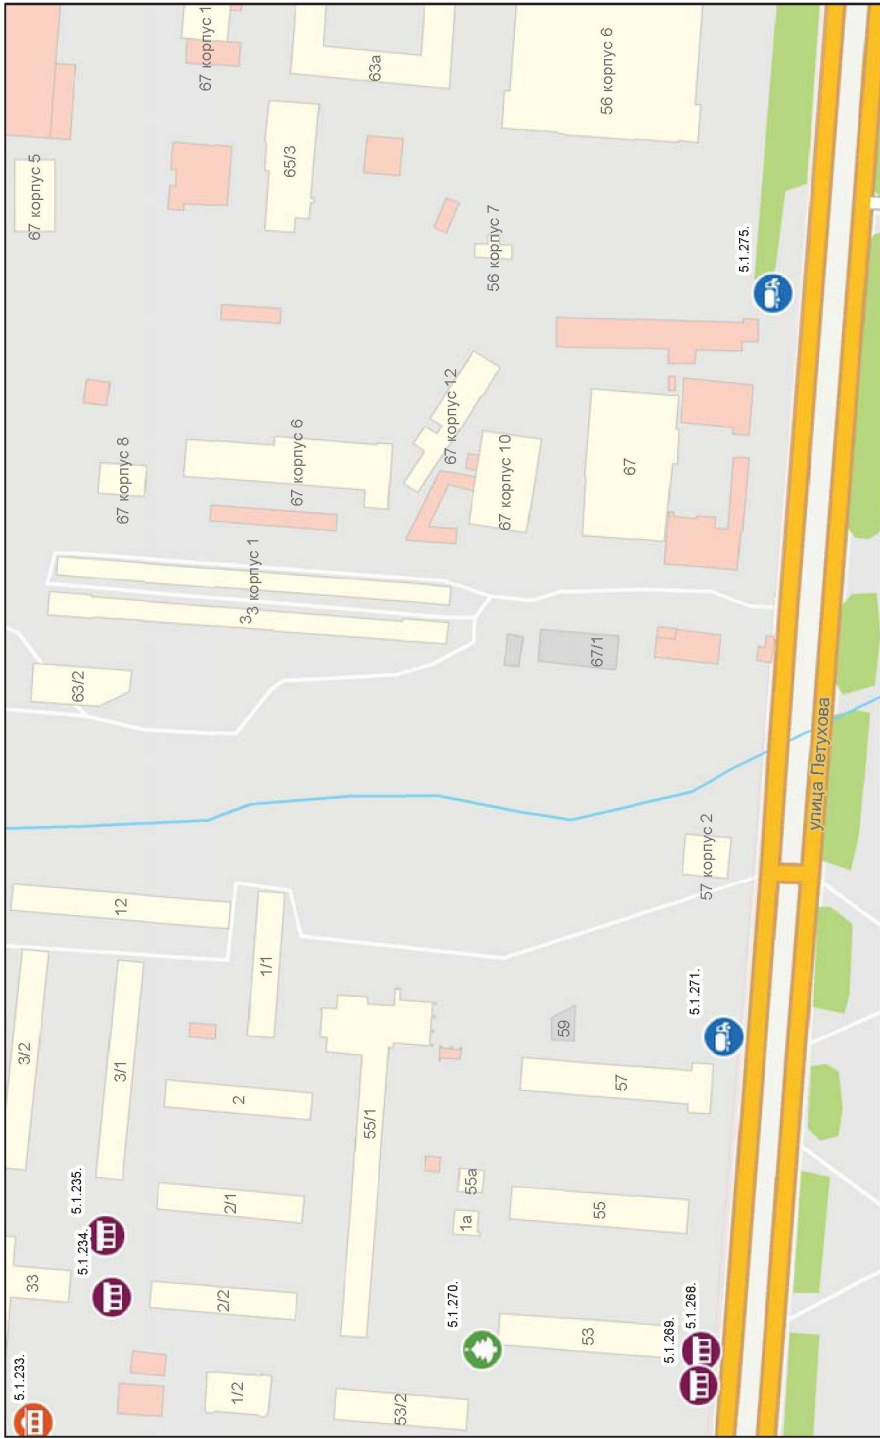 67 корпус 1
63а
56 корпус 6
67 корпус 5
65/3
56 корпус 7
5.1.275.
67 корпус 8
67 корпус 6
67 корпус 12
67 корпус 10
67
3
3 корпус 1
63/2
67/1
улица Петухова
12
57 корпус 2
3/2
3/1
1/1
5.1.271.
59
2
55/1
57
5.1.235.
5.1.234.
2/1
1а
55а
55
33
2/2
5.1.270.
53
5.1.268.
5.1.269.
5.1.233.
1/2
53/2